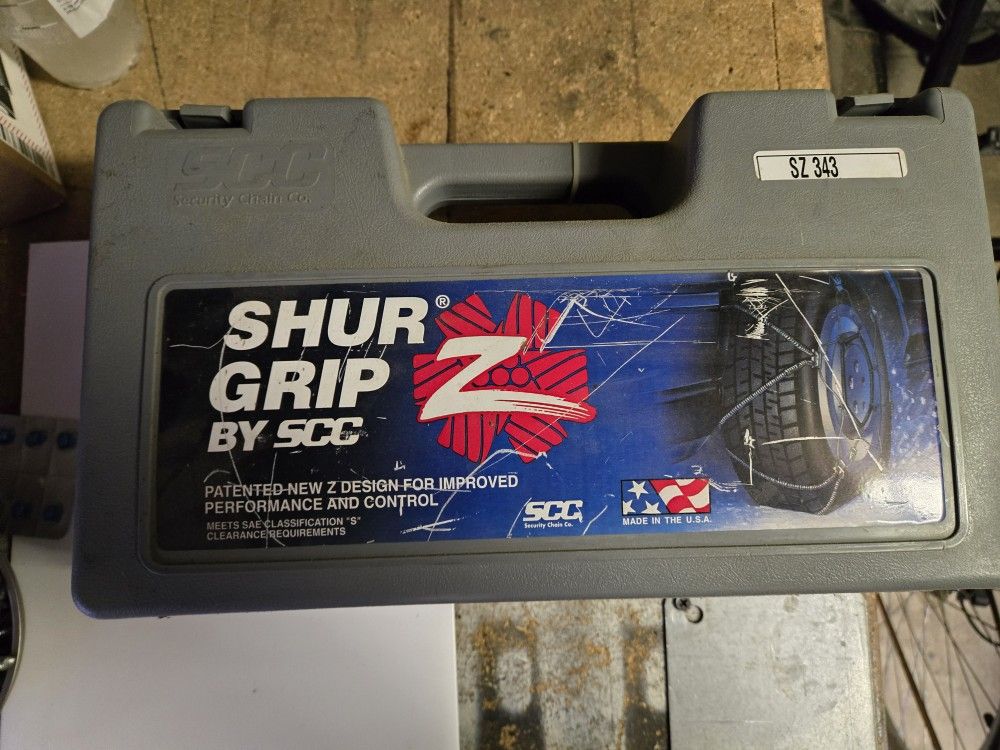 SCC
Security Chain Co.
SZ 343
SHUR®
GRIP
BY SCC
Z
PATENTED NEW Z DESIGN FOR IMPROVED
PERFORMANCE AND CONTROL
MEETS SAE CLASSIFICATION "S"
CLEARANCE REQUIREMENTS
SCC
Security Chain Co.
MADE IN THE U.S.A.